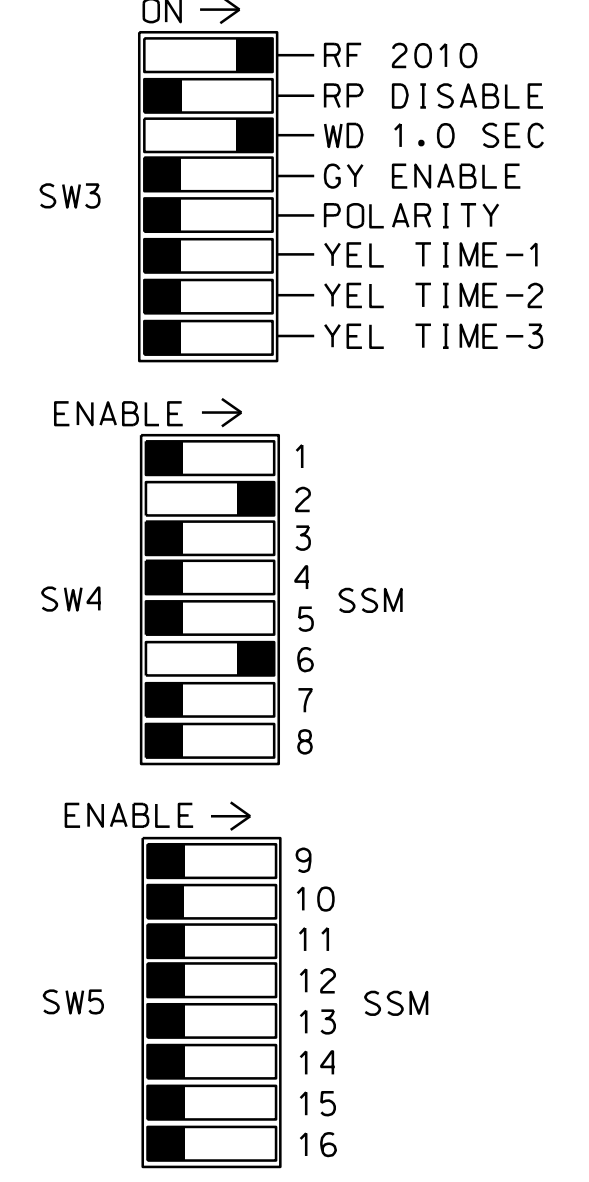 ON →
RF 2010
RP DISABLE
WD 1.0 SEC
GY ENABLE
SW3
POLARITY
YEL TIME-1
YEL TIME-2
YEL TIME-3
ENABLE →
1
2
3
4
SW4
SSM
5
6
7
8
ENABLE →
9
10
11
12
SW5
SSM
13
14
15
16